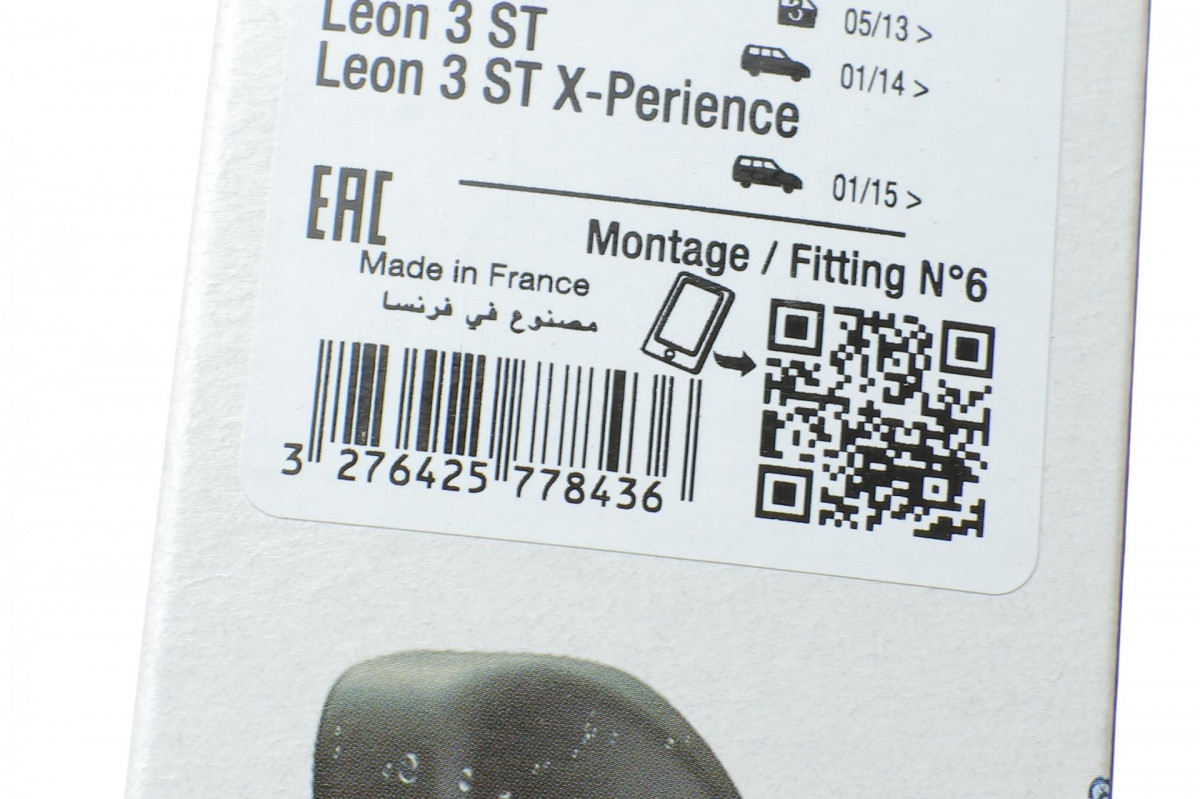 Leon 3 ST
3
05/13 >
01/14 >
Leon 3 ST X-Perience
01/15 >
EAC
Montage / Fitting N°6
Made in France
مصنوع في فرنسا
3 276425 778436